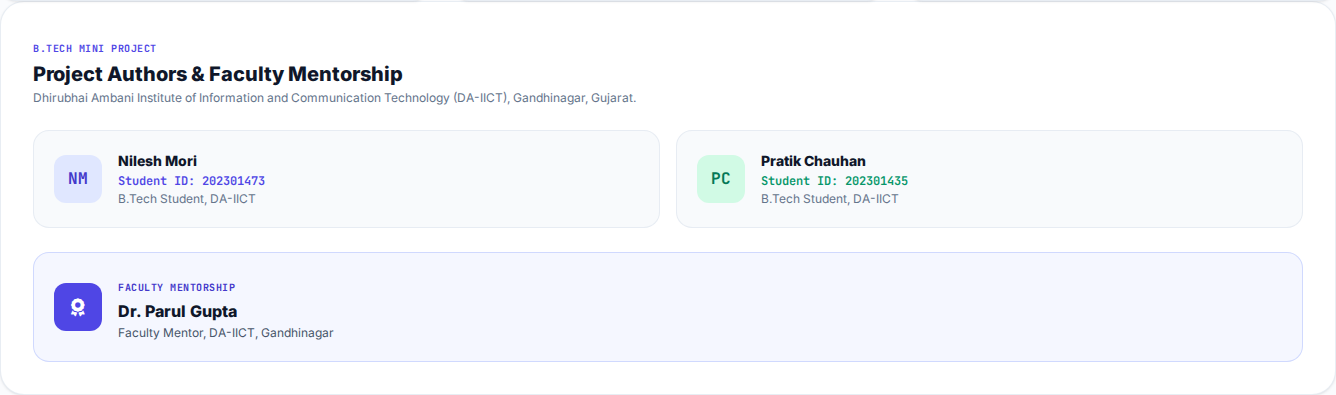 B.TECH MINI PROJECT
Project Authors & Faculty Mentorship
Dhirubhai Ambani Institute of Information and Communication Technology (DA-IICT), Gandhinagar, Gujarat.
NM
Nilesh Mori
Student ID: 202301473
B.Tech Student, DA-IICT
PC
Pratik Chauhan
Student ID: 202301435
B.Tech Student, DA-IICT
FACULTY MENTORSHIP
Dr. Parul Gupta
Faculty Mentor, DA-IICT, Gandhinagar